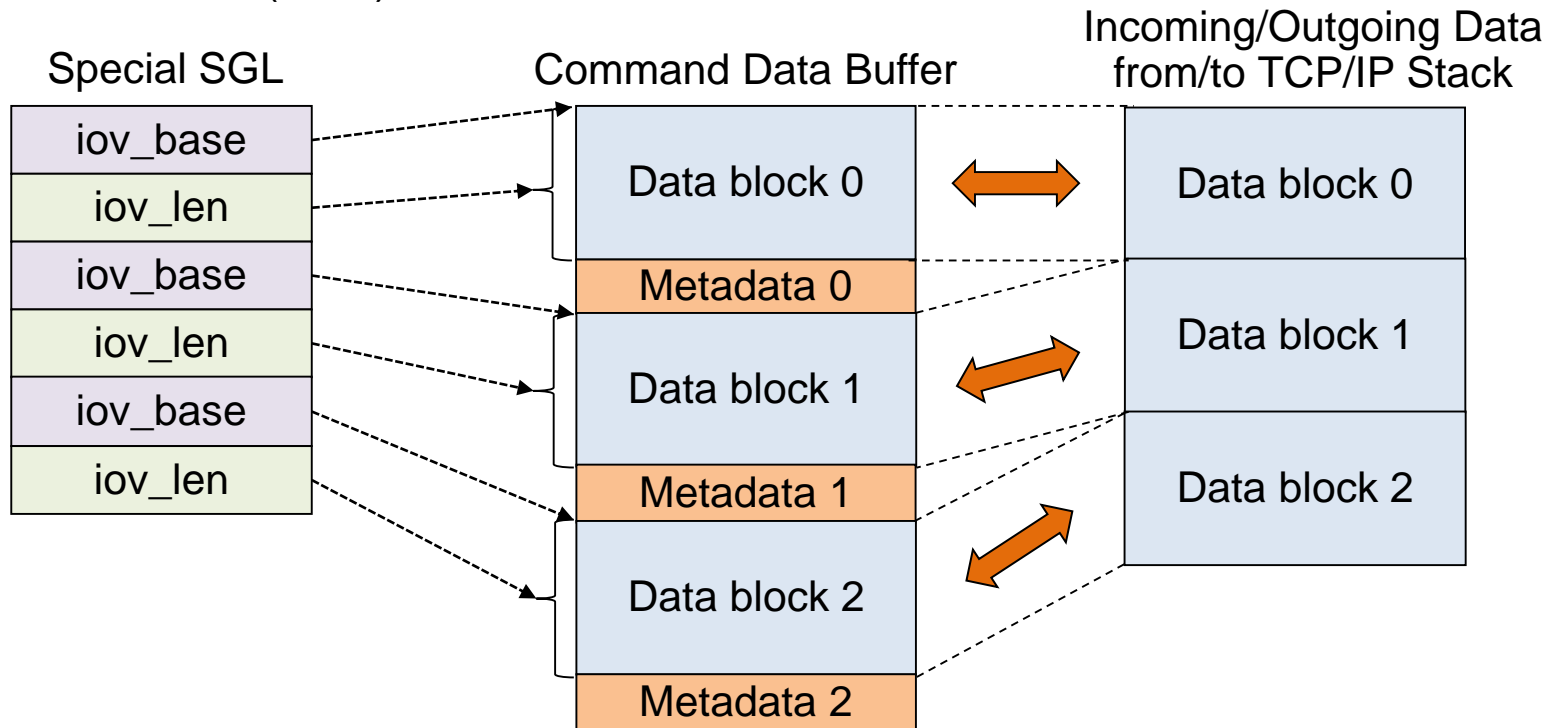 Special SGL
iov_base
iov_len
iov_base
iov_len
iov_base
iov_len
Command Data Buffer
Data block 0
Metadata 0
Data block 1
Metadata 1
Data block 2
Metadata 2
Incoming/Outgoing Data
from/to TCP/IP Stack
Data block 0
Data block 1
Data block 2